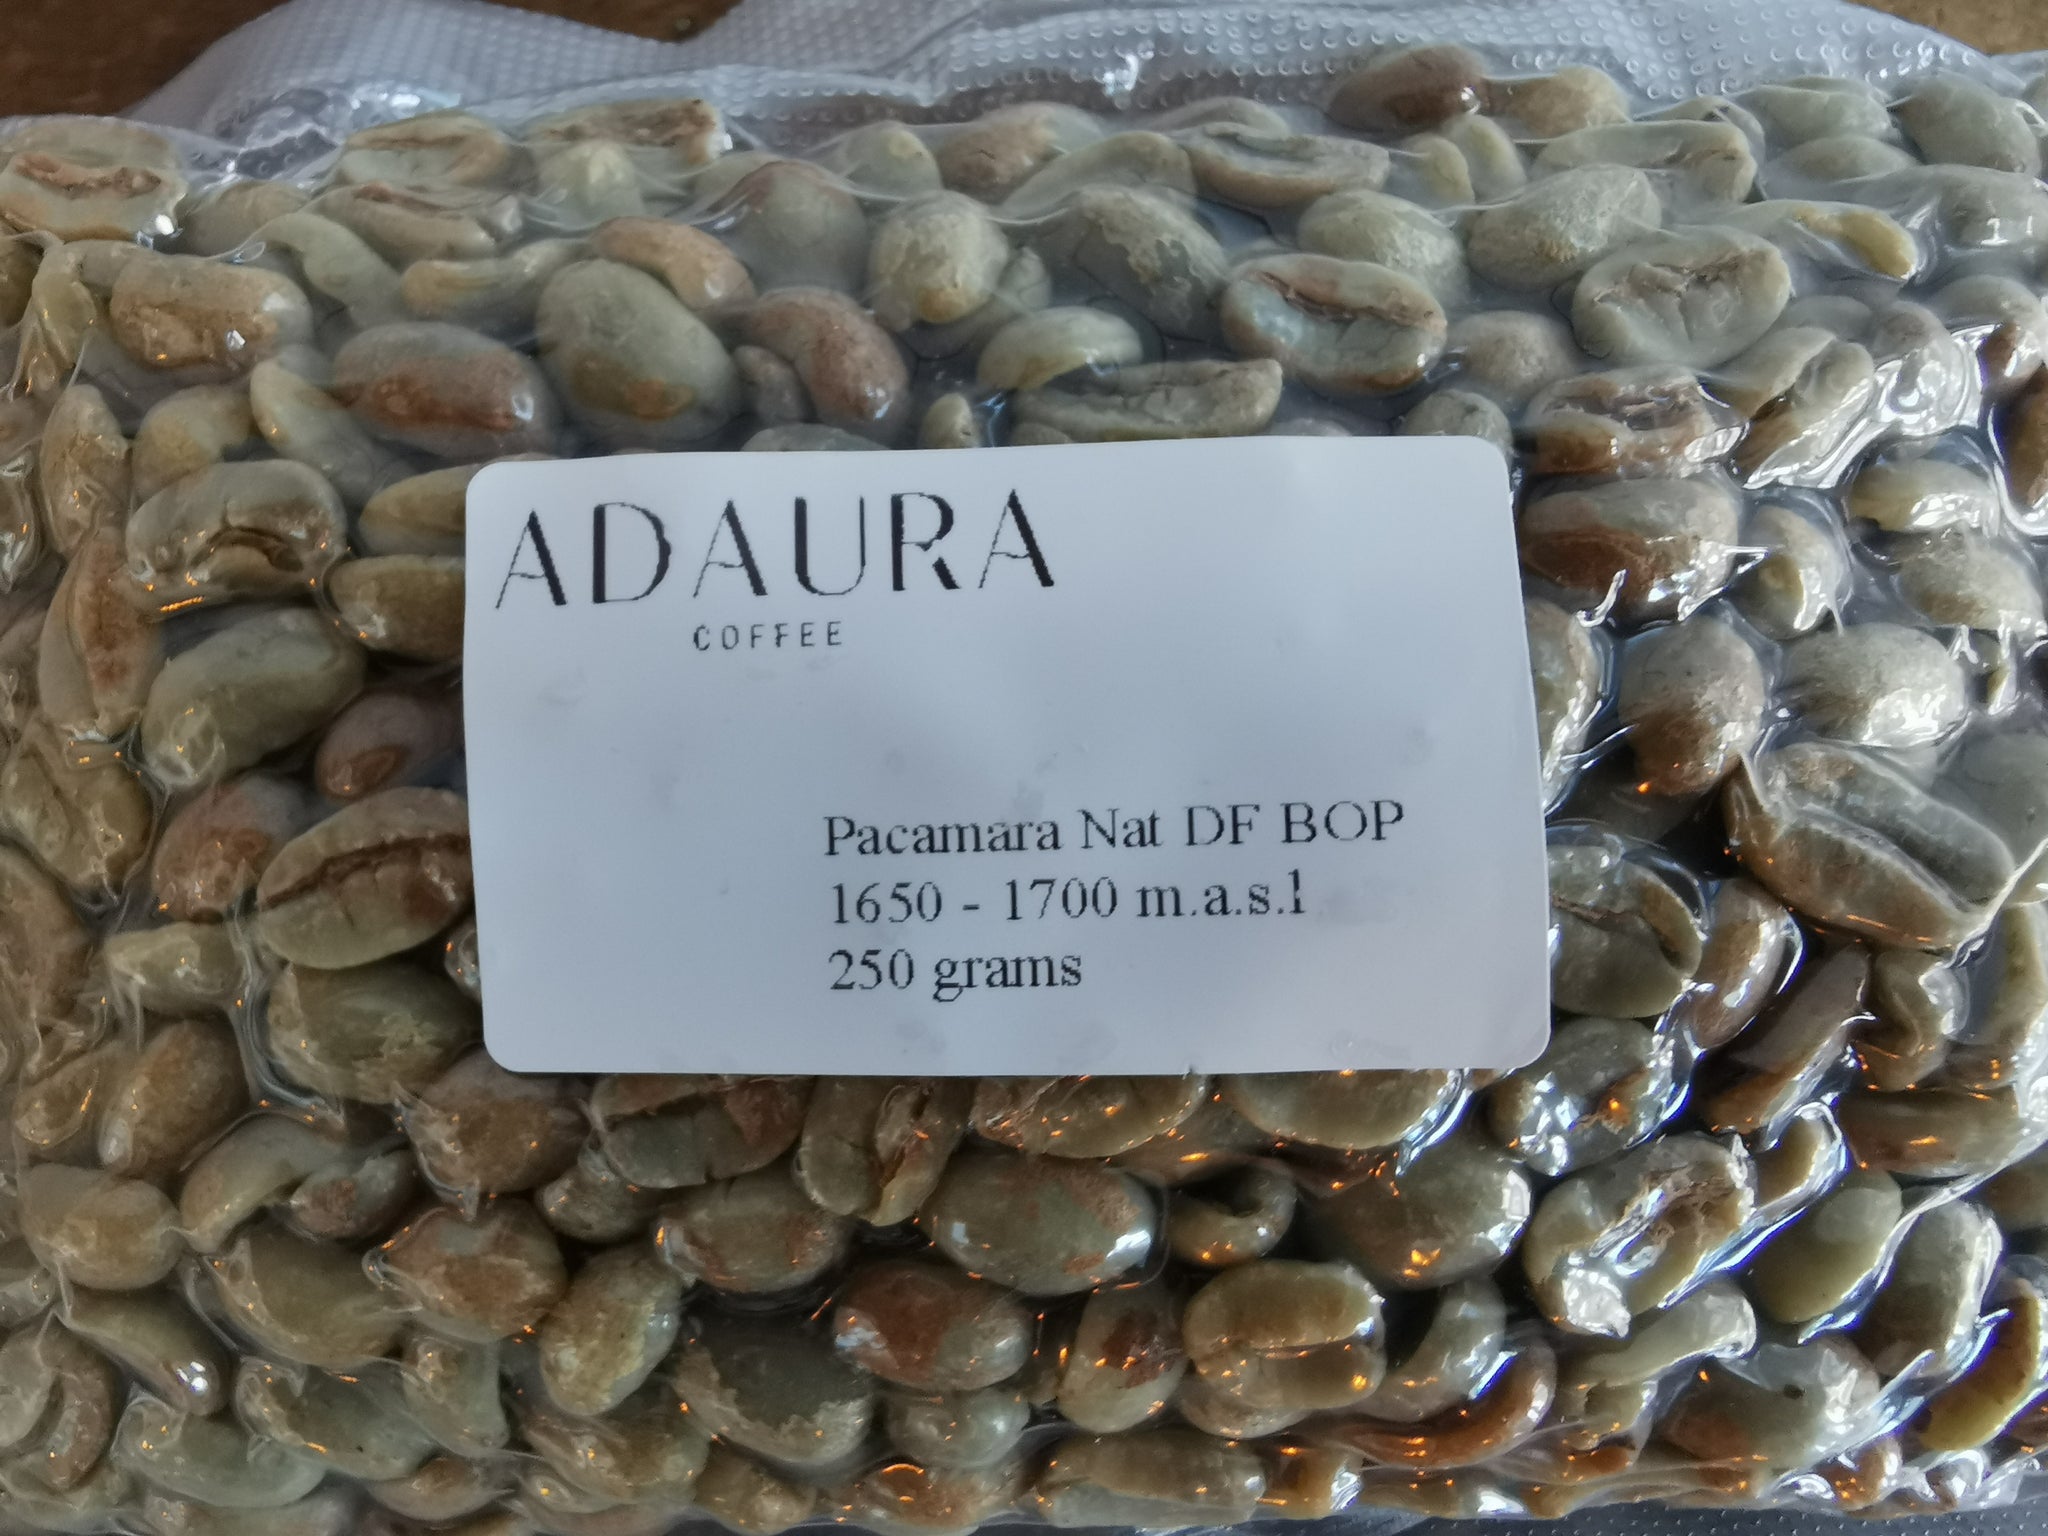 ADAURA
COFFEE
Pacamara Nat DF BOP
1650 - 1700 m.a.s.l
250 grams